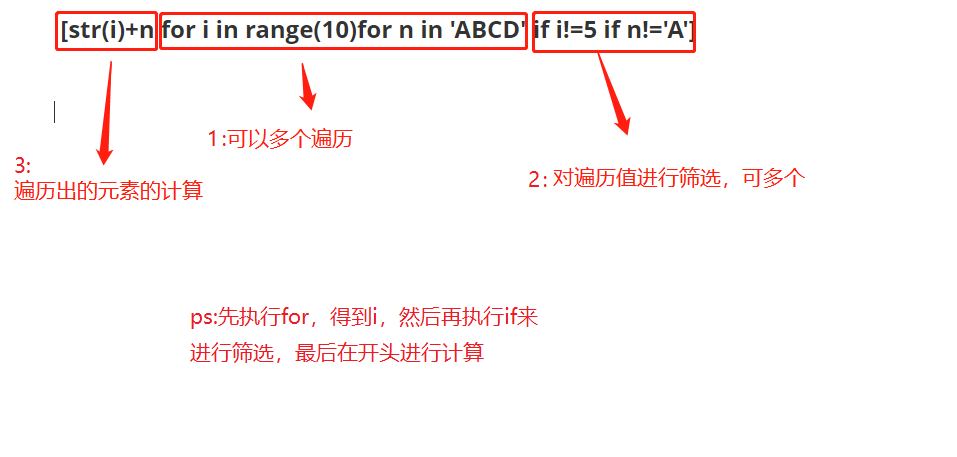 [str(i)+n for i in range(10)for n in 'ABCD' if i!=5 if n!='A']
1:可以多个遍历
3:
遍历出的元素的计算
2:对遍历值进行筛选，可多个
ps:先执行for，得到i，然后再执行if来
进行筛选，最后在开头进行计算